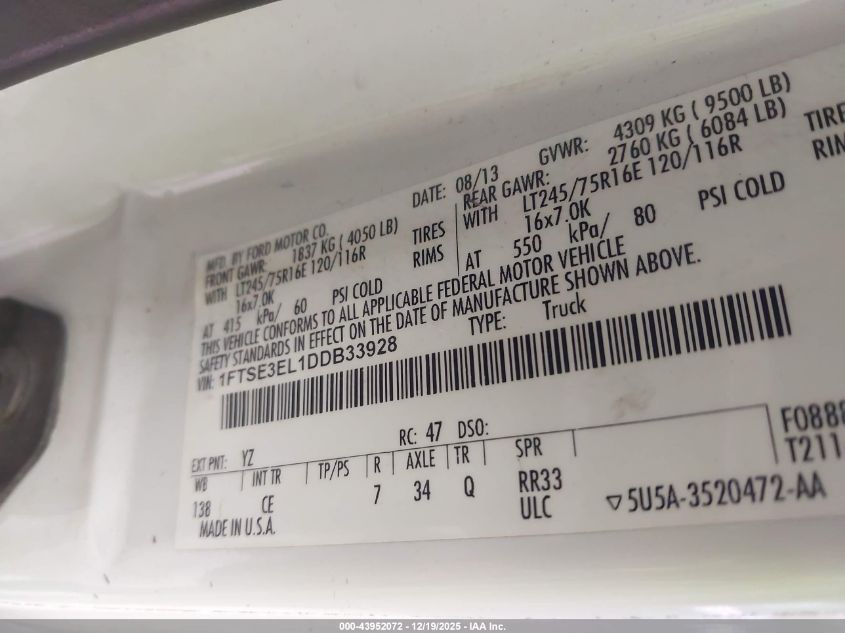 MFD. BY FORD MOTOR CO. DATE: 08/13 GVWR: 4309 KG ( 9500 LB)
FRONT GAWR: 1837 KG ( 4050 LB) REAR GAWR: 2760 KG ( 6084 LB)
WITH LT245/75R16E 120/116R TIRES WITH LT245/75R16E 120/116R TIRE
16x7.0K RIMS 16x7.0K RIM
AT 415 kPa/ 60 PSI COLD AT 550 kPa/ 80 PSI COLD
THIS VEHICLE CONFORMS TO ALL APPLICABLE FEDERAL MOTOR VEHICLE
SAFETY STANDARDS IN EFFECT ON THE DATE OF MANUFACTURE SHOWN ABOVE.
VIN: 1FTSE3EL1DDB33928 TYPE: Truck
F088
EXT PNT: YZ RC: 47 DSO: T211
WB INT TR TP/PS R AXLE TR SPR
138 CE 7 34 Q RR33
ULC ▽5U5A-3520472-AA
MADE IN U.S.A.
000-43952072 - 12/19/2025 - IAA Inc.